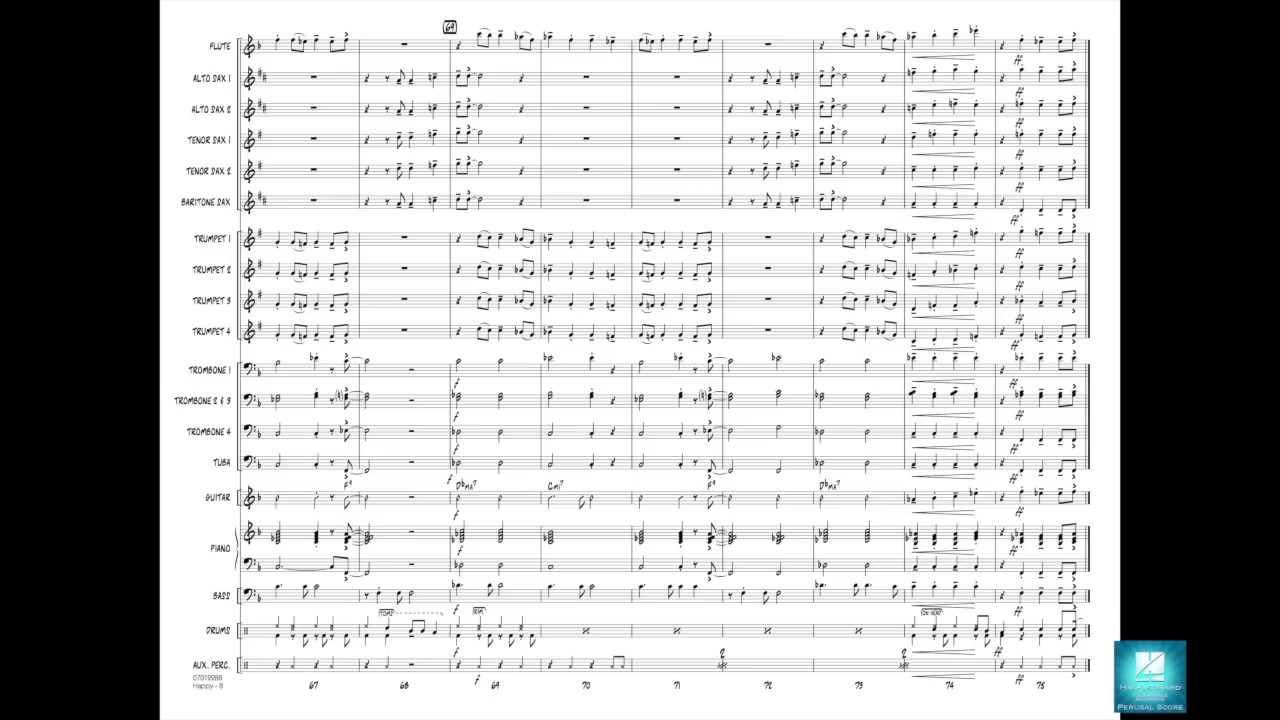 69
FLUTE
ALTO SAX 1
ALTO SAX 2
TENOR SAX 1
TENOR SAX 2
BARITONE SAX
TRUMPET 1
TRUMPET 2
TRUMPET 3
TRUMPET 4
TROMBONE 1
TROMBONE 2 & 3
TROMBONE 4
TUBA
D♭MA7 CMI7 D♭MA7
GUITAR
PIANO
BASS
TOMS RIM ON HEAD
DRUMS
AUX. PERC.
07012288
Happy - 8
67 68 69 70 71 72 73 74 75
HAL•LEONARD®
PERUSAL SCORE